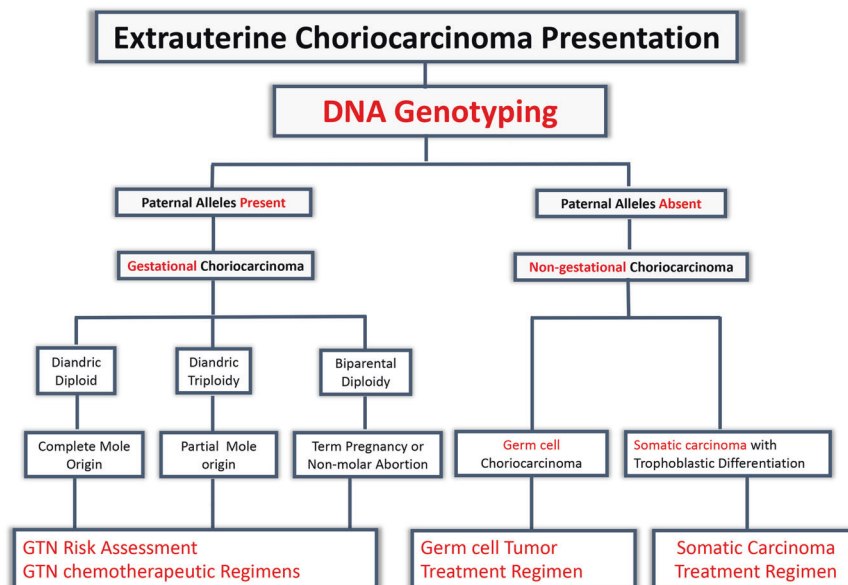 Extrauterine Choriocarcinoma Presentation
DNA Genotyping
Paternal Alleles Present
Paternal Alleles Absent
Gestational Choriocarcinoma
Non-gestational Choriocarcinoma
Diandric
Diploid
Diandric
Triploidy
Biparental
Diploidy
Complete Mole
Origin
Partial Mole
origin
Term Pregnancy or
Non-molar Abortion
Germ cell
Choriocarcinoma
Somatic carcinoma with
Trophoblastic Differentiation
GTN Risk Assessment
GTN chemotherapeutic Regimens
Germ cell Tumor
Treatment Regimen
Somatic Carcinoma
Treatment Regimen